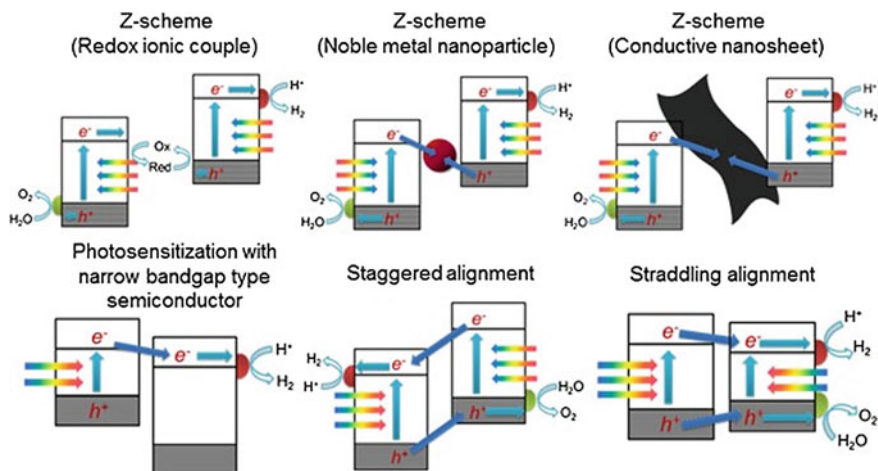 Z-scheme
(Redox ionic couple)
Z-scheme
(Noble metal nanoparticle)
Z-scheme
(Conductive nanosheet)
e-
H+
H2
e-
Ox
Red
h+
O2
H2O
h+
e-
H+
H2
e-
h+
O2
H2O
h+
e-
H+
H2
e-
h+
O2
H2O
h+
Photosensitization with
narrow bandgap type
semiconductor
e-
e-
H+
H2
h+
Staggered alignment
e-
H2
e-
H+
H2O
h+
O2
h+
Straddling alignment
e-
e-
H+
H2
h+
h+
O2
H2O